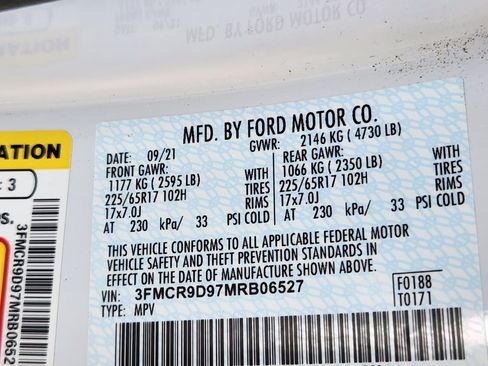 MFD. BY FORD MOTOR CO.
DATE: 09/21
GVWR: 2146 KG ( 4730 LB)
FRONT GAWR:
REAR GAWR:
1177 KG ( 2595 LB) WITH
1066 KG ( 2350 LB) WITH
225/65R17 102H TIRES
225/65R17 102H TIRES
17x7.0J RIMS
17x7.0J RIMS
AT 230 kPa/ 33 PSI COLD
AT 230 kPa/ 33 PSI COLD
THIS VEHICLE CONFORMS TO ALL APPLICABLE FEDERAL MOTOR
VEHICLE SAFETY AND THEFT PREVENTION STANDARDS IN
EFFECT ON THE DATE OF MANUFACTURE SHOWN ABOVE.
VIN: 3FMCR9D97MRB06527
TYPE: MPV
F0188
T0171
ATION
: 3
3FMCR9D97MRB0652